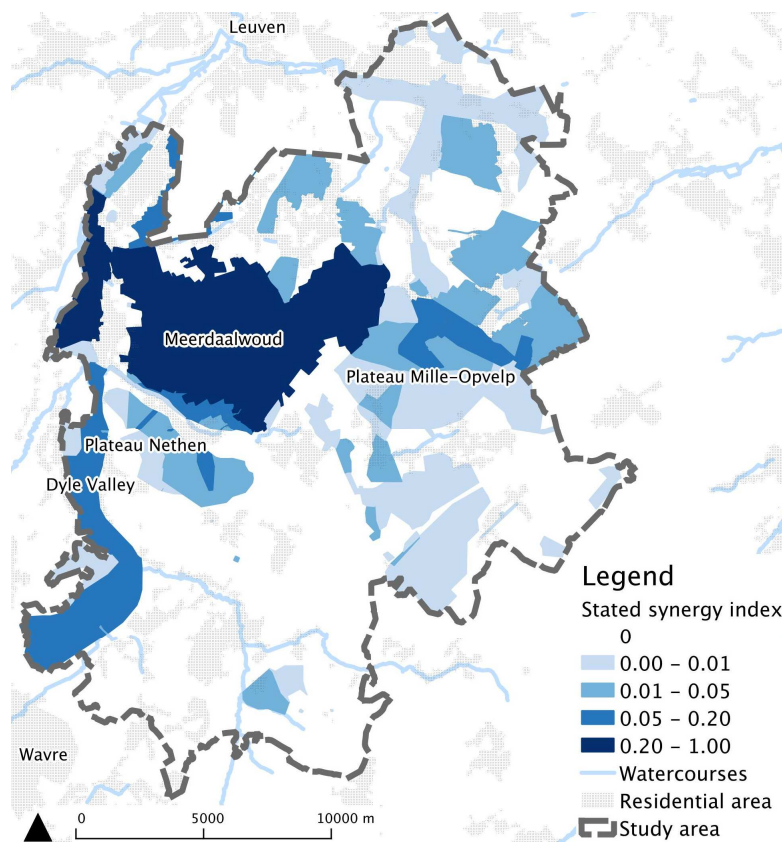 Leuven
Meerdaalwoud
Plateau Mille-Opvelp
Plateau Nethen
Dyle Valley
Wavre
Legend
Stated synergy index
0
0.00 - 0.01
0.01 - 0.05
0.05 - 0.20
0.20 - 1.00
Watercourses
Residential area
Study area
0 5000 10000 m